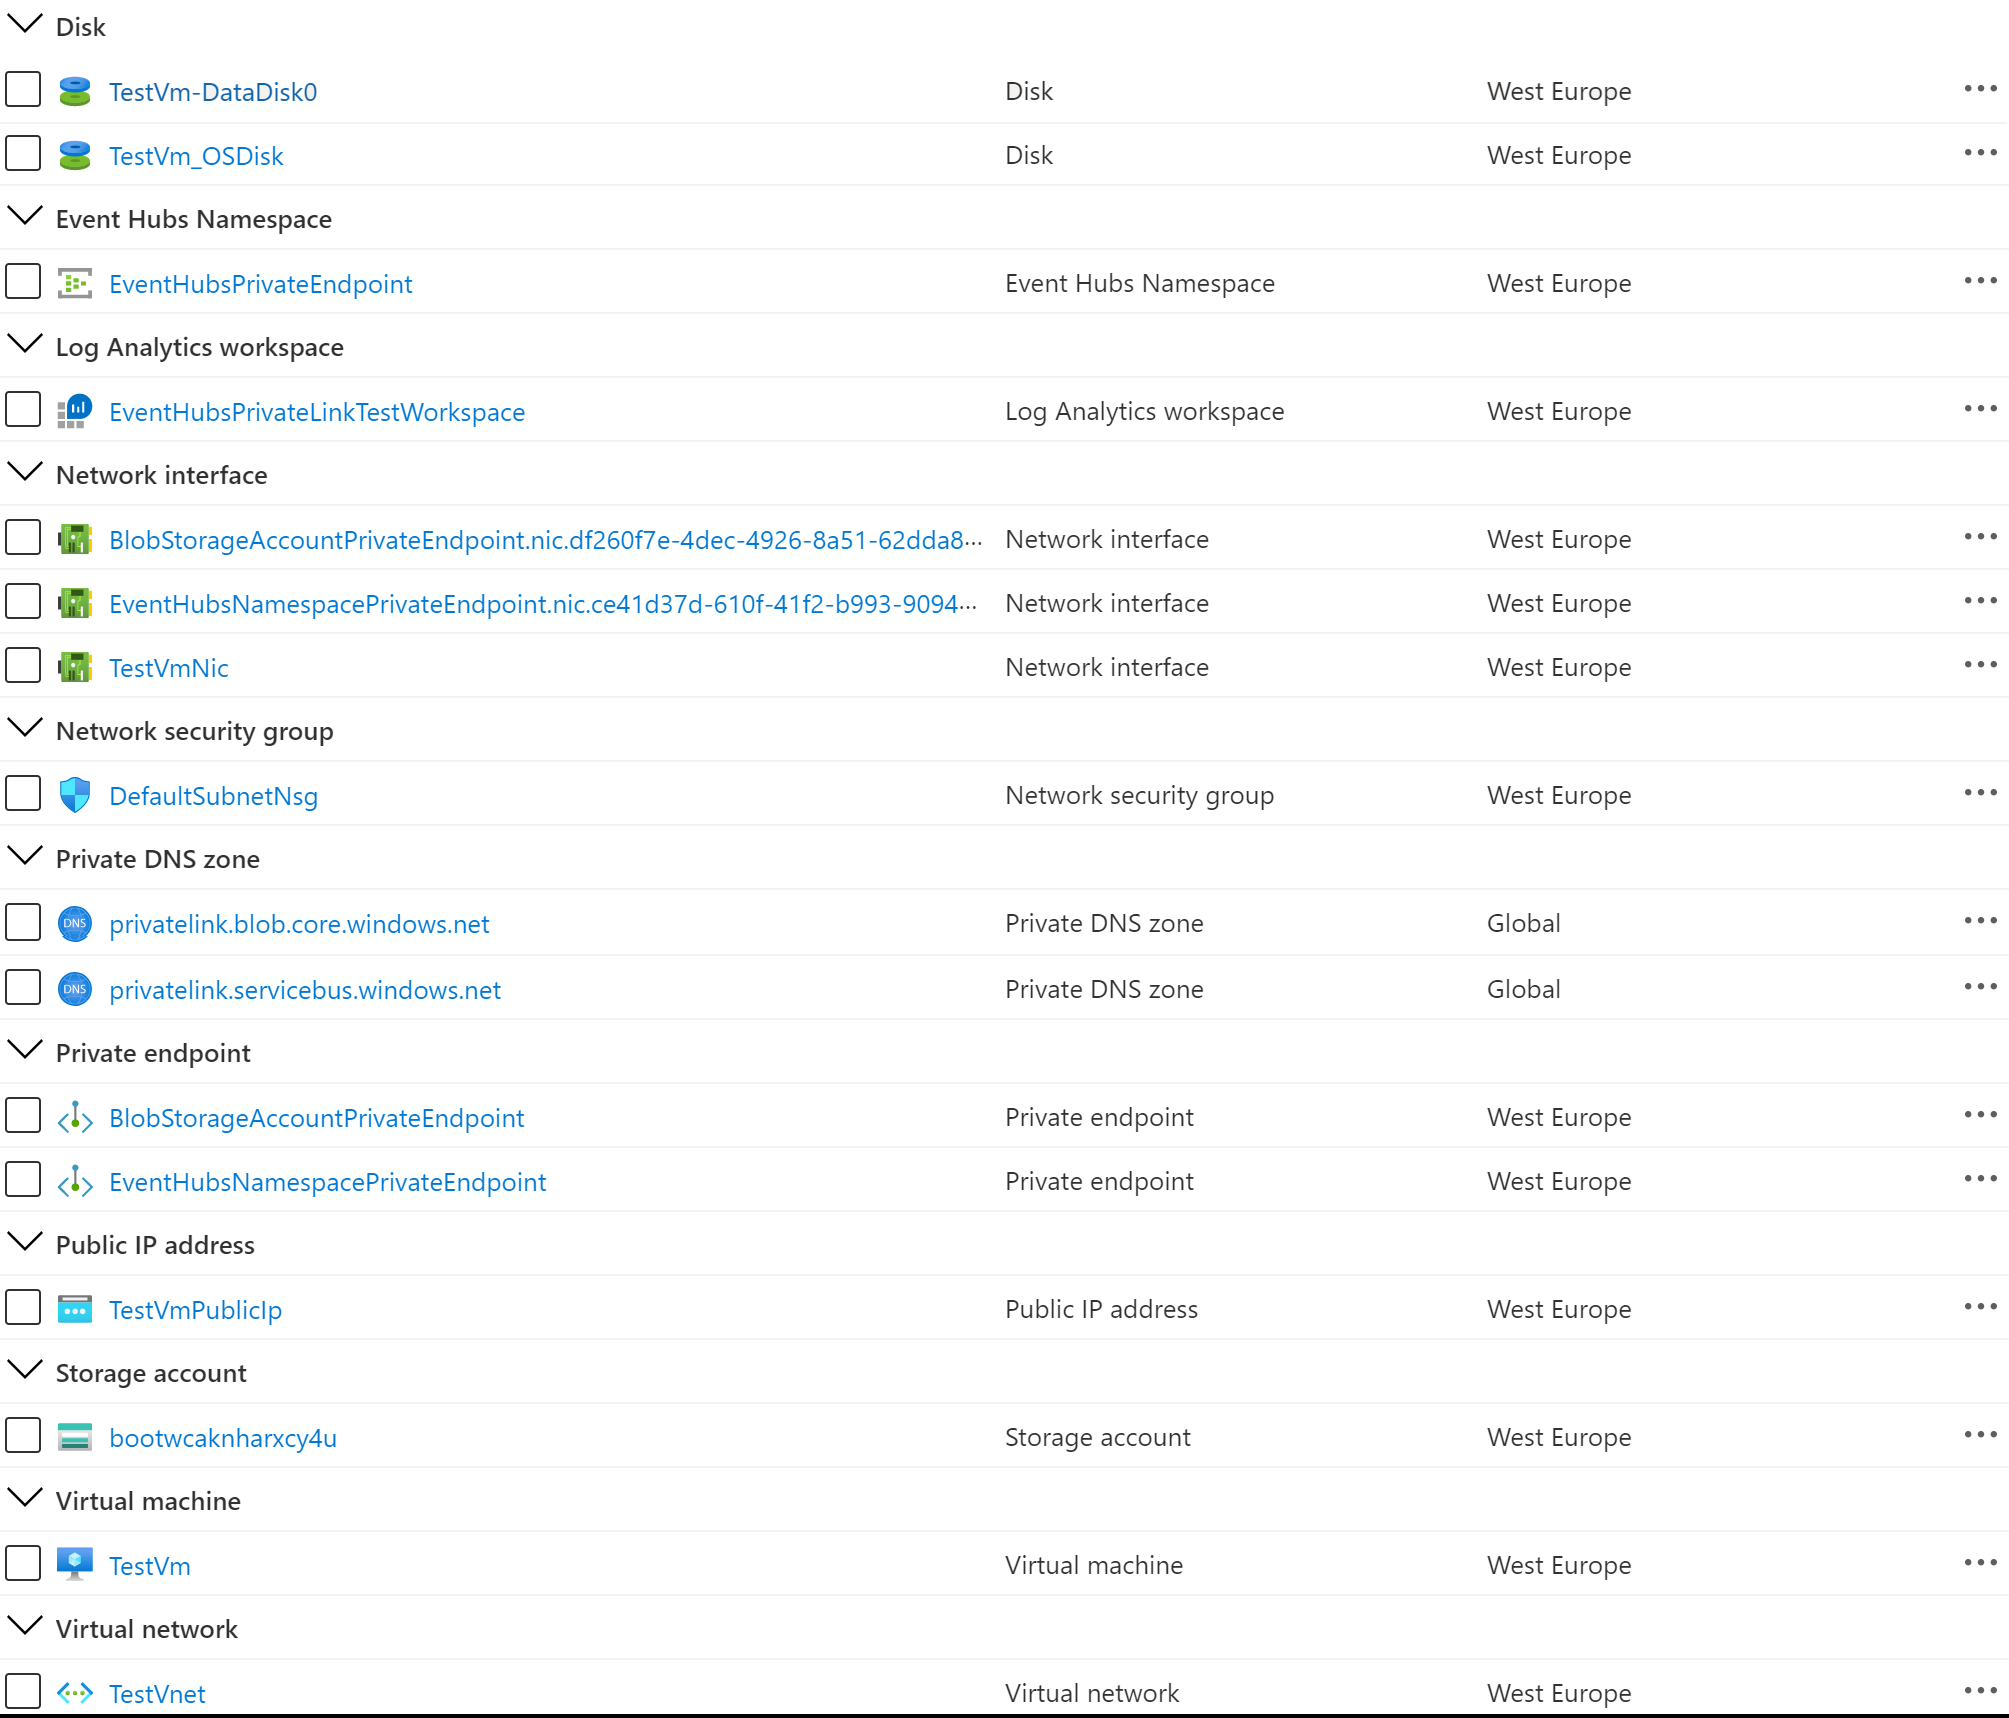 Disk
TestVm-DataDisk0 Disk West Europe ...
TestVm_OSDisk Disk West Europe ...
Event Hubs Namespace
EventHubsPrivateEndpoint Event Hubs Namespace West Europe ...
Log Analytics workspace
EventHubsPrivateLinkTestWorkspace Log Analytics workspace West Europe ...
Network interface
BlobStorageAccountPrivateEndpoint.nic.df260f7e-4dec-4926-8a51-62dda8... Network interface West Europe ...
EventHubsNamespacePrivateEndpoint.nic.ce41d37d-610f-41f2-b993-9094... Network interface West Europe ...
TestVmNic Network interface West Europe ...
Network security group
DefaultSubnetNsg Network security group West Europe ...
Private DNS zone
DNS privatelink.blob.core.windows.net Private DNS zone Global ...
DNS privatelink.servicebus.windows.net Private DNS zone Global ...
Private endpoint
BlobStorageAccountPrivateEndpoint Private endpoint West Europe ...
EventHubsNamespacePrivateEndpoint Private endpoint West Europe ...
Public IP address
TestVmPublicIp Public IP address West Europe ...
Storage account
bootwcaknharxcy4u Storage account West Europe ...
Virtual machine
TestVm Virtual machine West Europe ...
Virtual network
TestVnet Virtual network West Europe ...